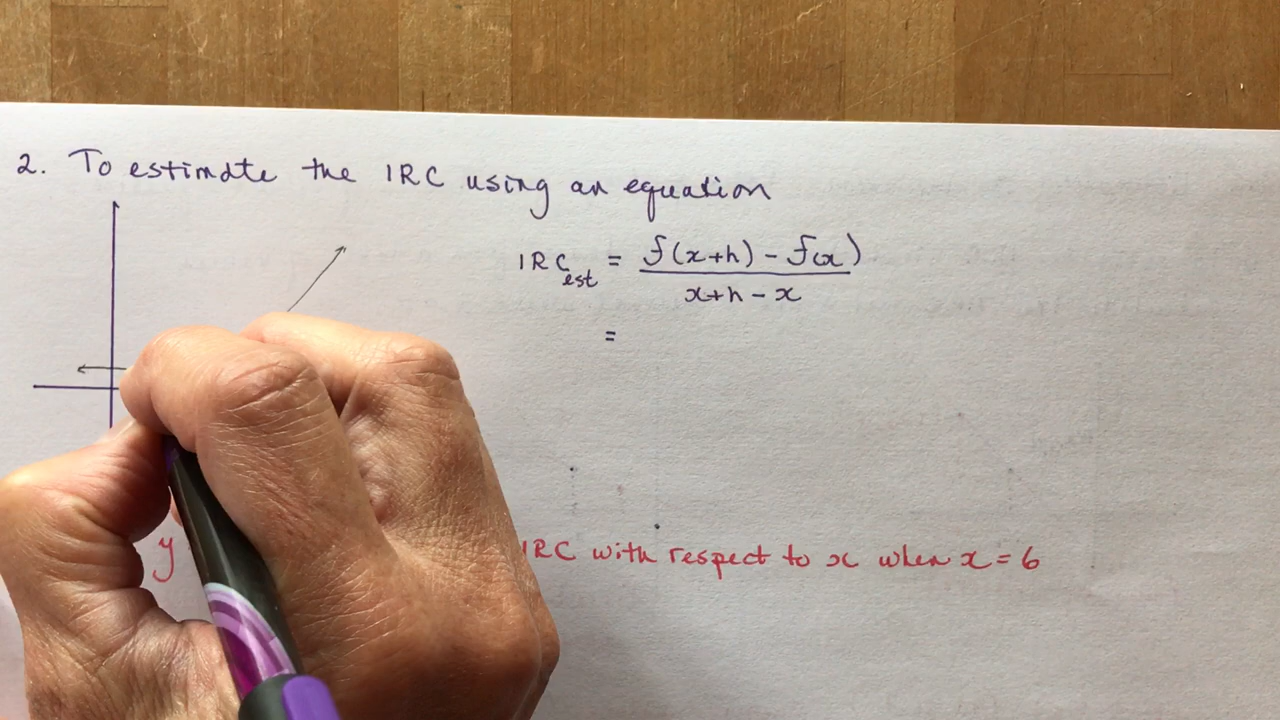 2. To estimate the IRC using an equation
IRC est = f(x+h) - f(x)
x+h - x
=
y
IRC with respect to x when x = 6